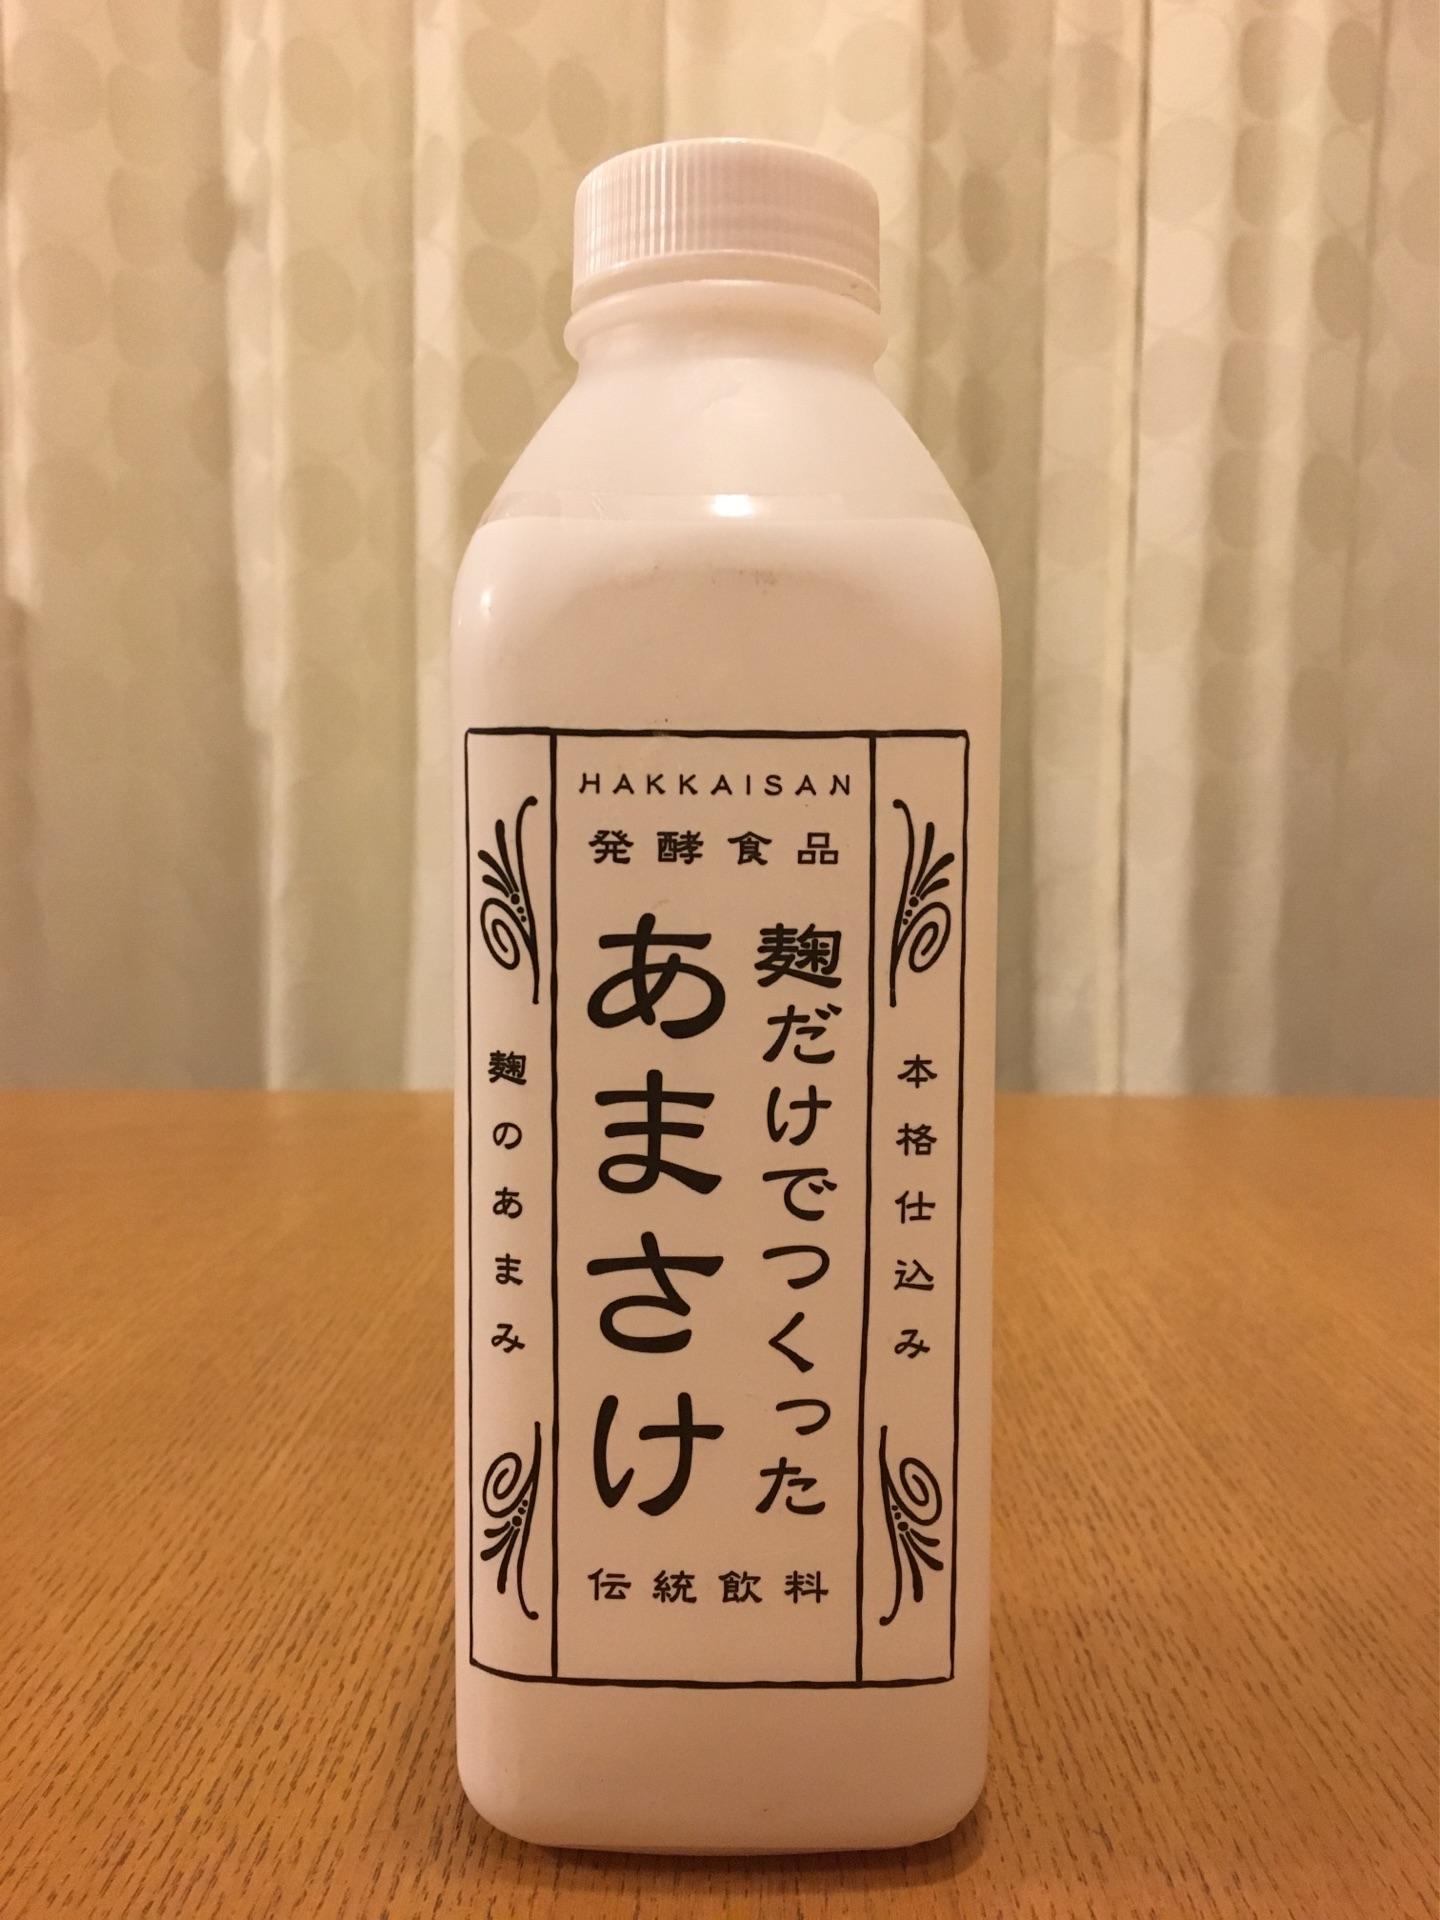 HAKKAISAN
発酵食品
麹だけでつくった
あまさけ
伝統飲料
本格仕込み
麹のあまみ